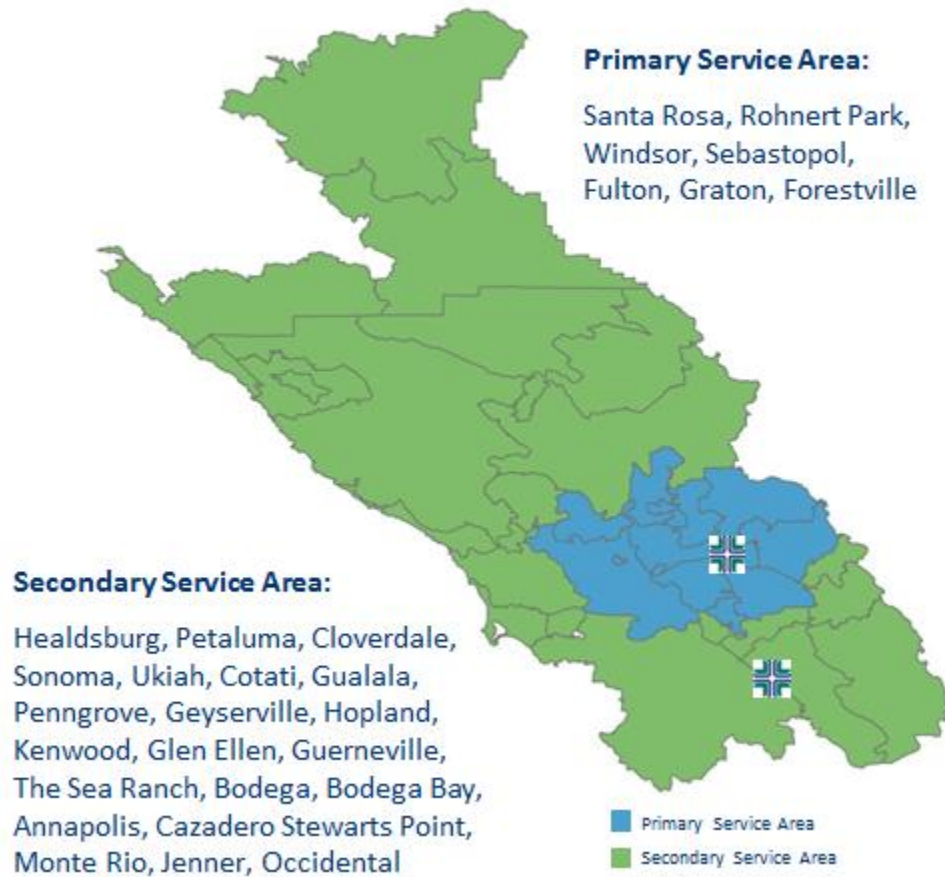 Primary Service Area:
Santa Rosa, Rohnert Park,
Windsor, Sebastopol,
Fulton, Graton, Forestville
Secondary Service Area:
Healdsburg, Petaluma, Cloverdale,
Sonoma, Ukiah, Cotati, Gualala,
Penngrove, Geyserville, Hopland,
Kenwood, Glen Ellen, Guerneville,
The Sea Ranch, Bodega, Bodega Bay,
Annapolis, Cazadero Stewarts Point,
Monte Rio, Jenner, Occidental
Primary Service Area
Secondary Service Area